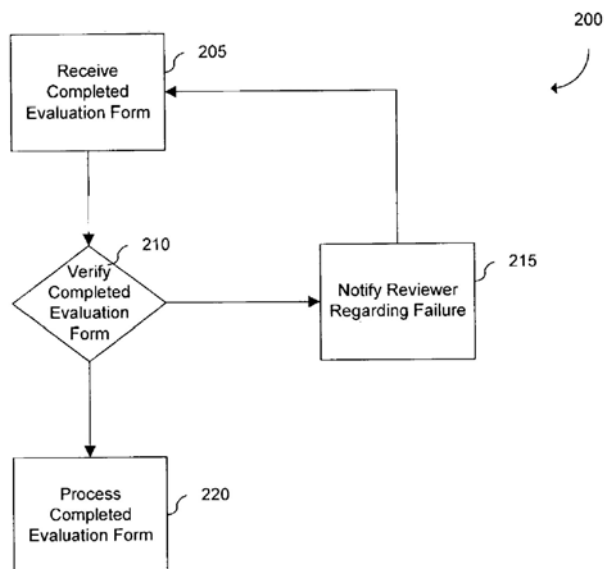 200
205
Receive
Completed
Evaluation Form
210
Verify
Completed
Evaluation
Form
215
Notify Reviewer
Regarding Failure
220
Process
Completed
Evaluation Form